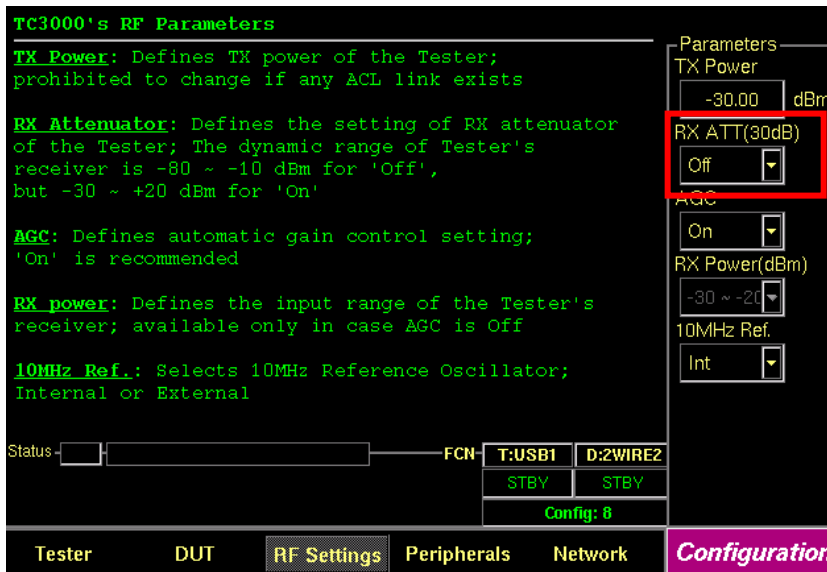 TC3000's RF Parameters
TX Power: Defines TX power of the Tester;
prohibited to change if any ACL link exists
RX Attenuator: Defines the setting of RX attenuator
of the Tester; The dynamic range of Tester's
receiver is -80 ~ -10 dBm for 'Off',
but -30 ~ +20 dBm for 'On'
AGC: Defines automatic gain control setting;
'On' is recommended
RX power: Defines the input range of the Tester's
receiver; available only in case AGC is Off
10MHz Ref.: Selects 10MHz Reference Oscillator;
Internal or External
Parameters
TX Power
-30.00 dBm
RX ATT(30dB)
Off
AGC
On
RX Power(dBm)
-30 ~ -20
10MHz Ref.
Int
Status
FCN
T:USB1 D:2WIRE2
STBY STBY
Config: 8
Tester DUT RF Settings Peripherals Network Configuration